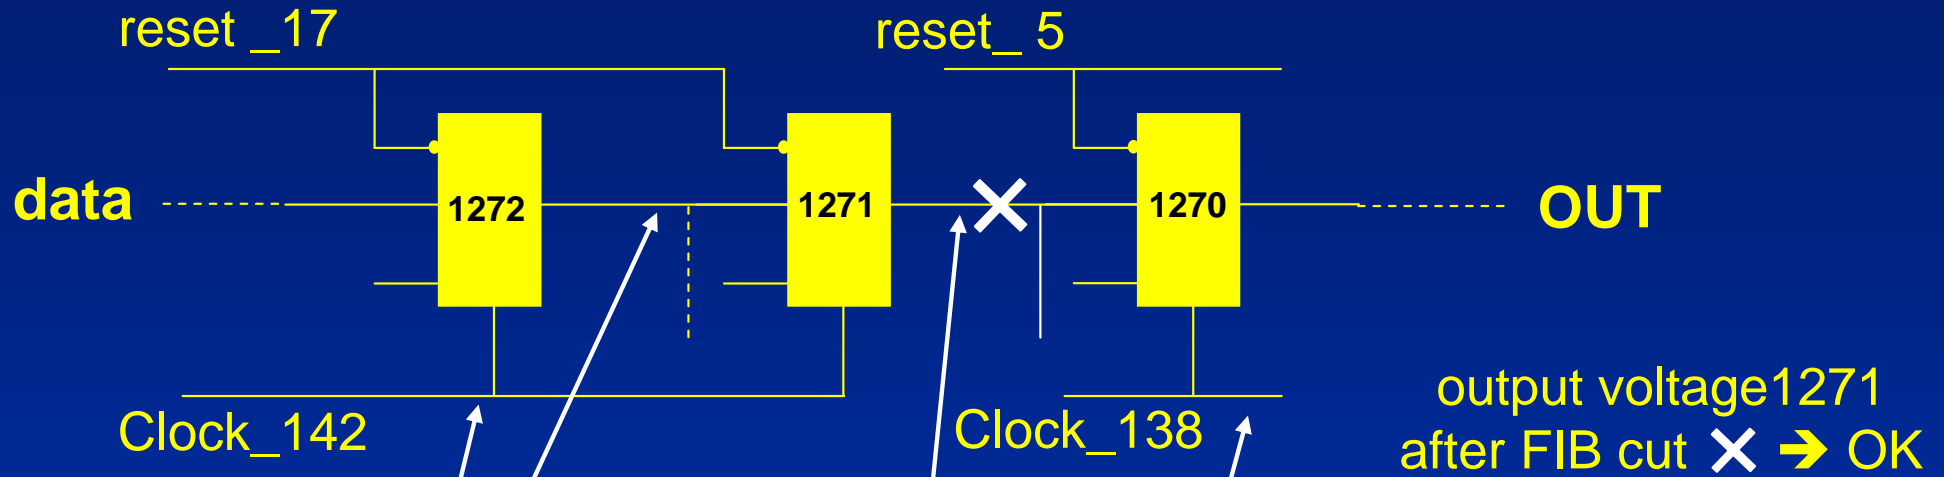 reset _17
reset_ 5
data
1272
1271
1270
OUT
Clock_142
Clock_138
output voltage1271
after FIB cut ✕ ➔ OK